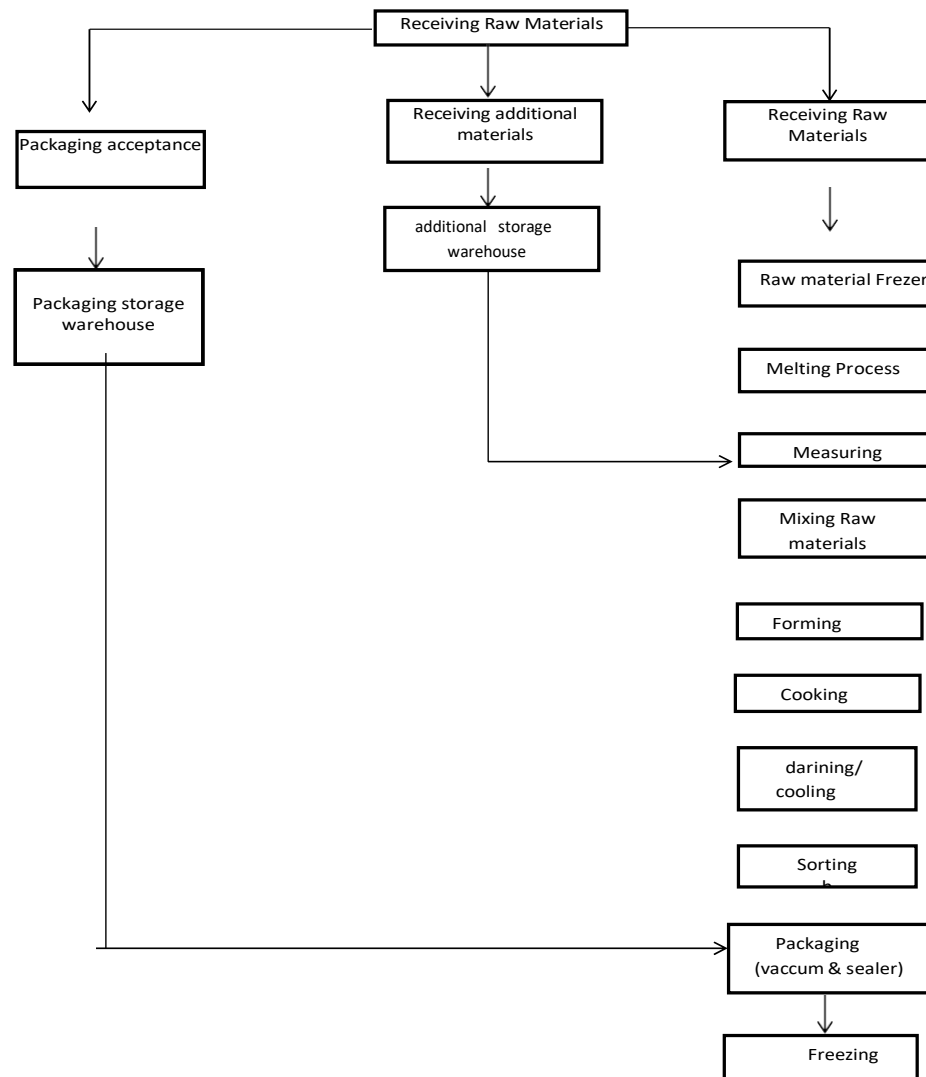 Receiving Raw Materials
Packaging acceptance
Receiving additional
materials
Receiving Raw
Materials
additional storage
warehouse
Packaging storage
warehouse
Raw material Frezer
Melting Process
Measuring
Mixing Raw
materials
Forming
Cooking
darining/
cooling
Sorting
Packaging
(vaccum & sealer)
Freezing